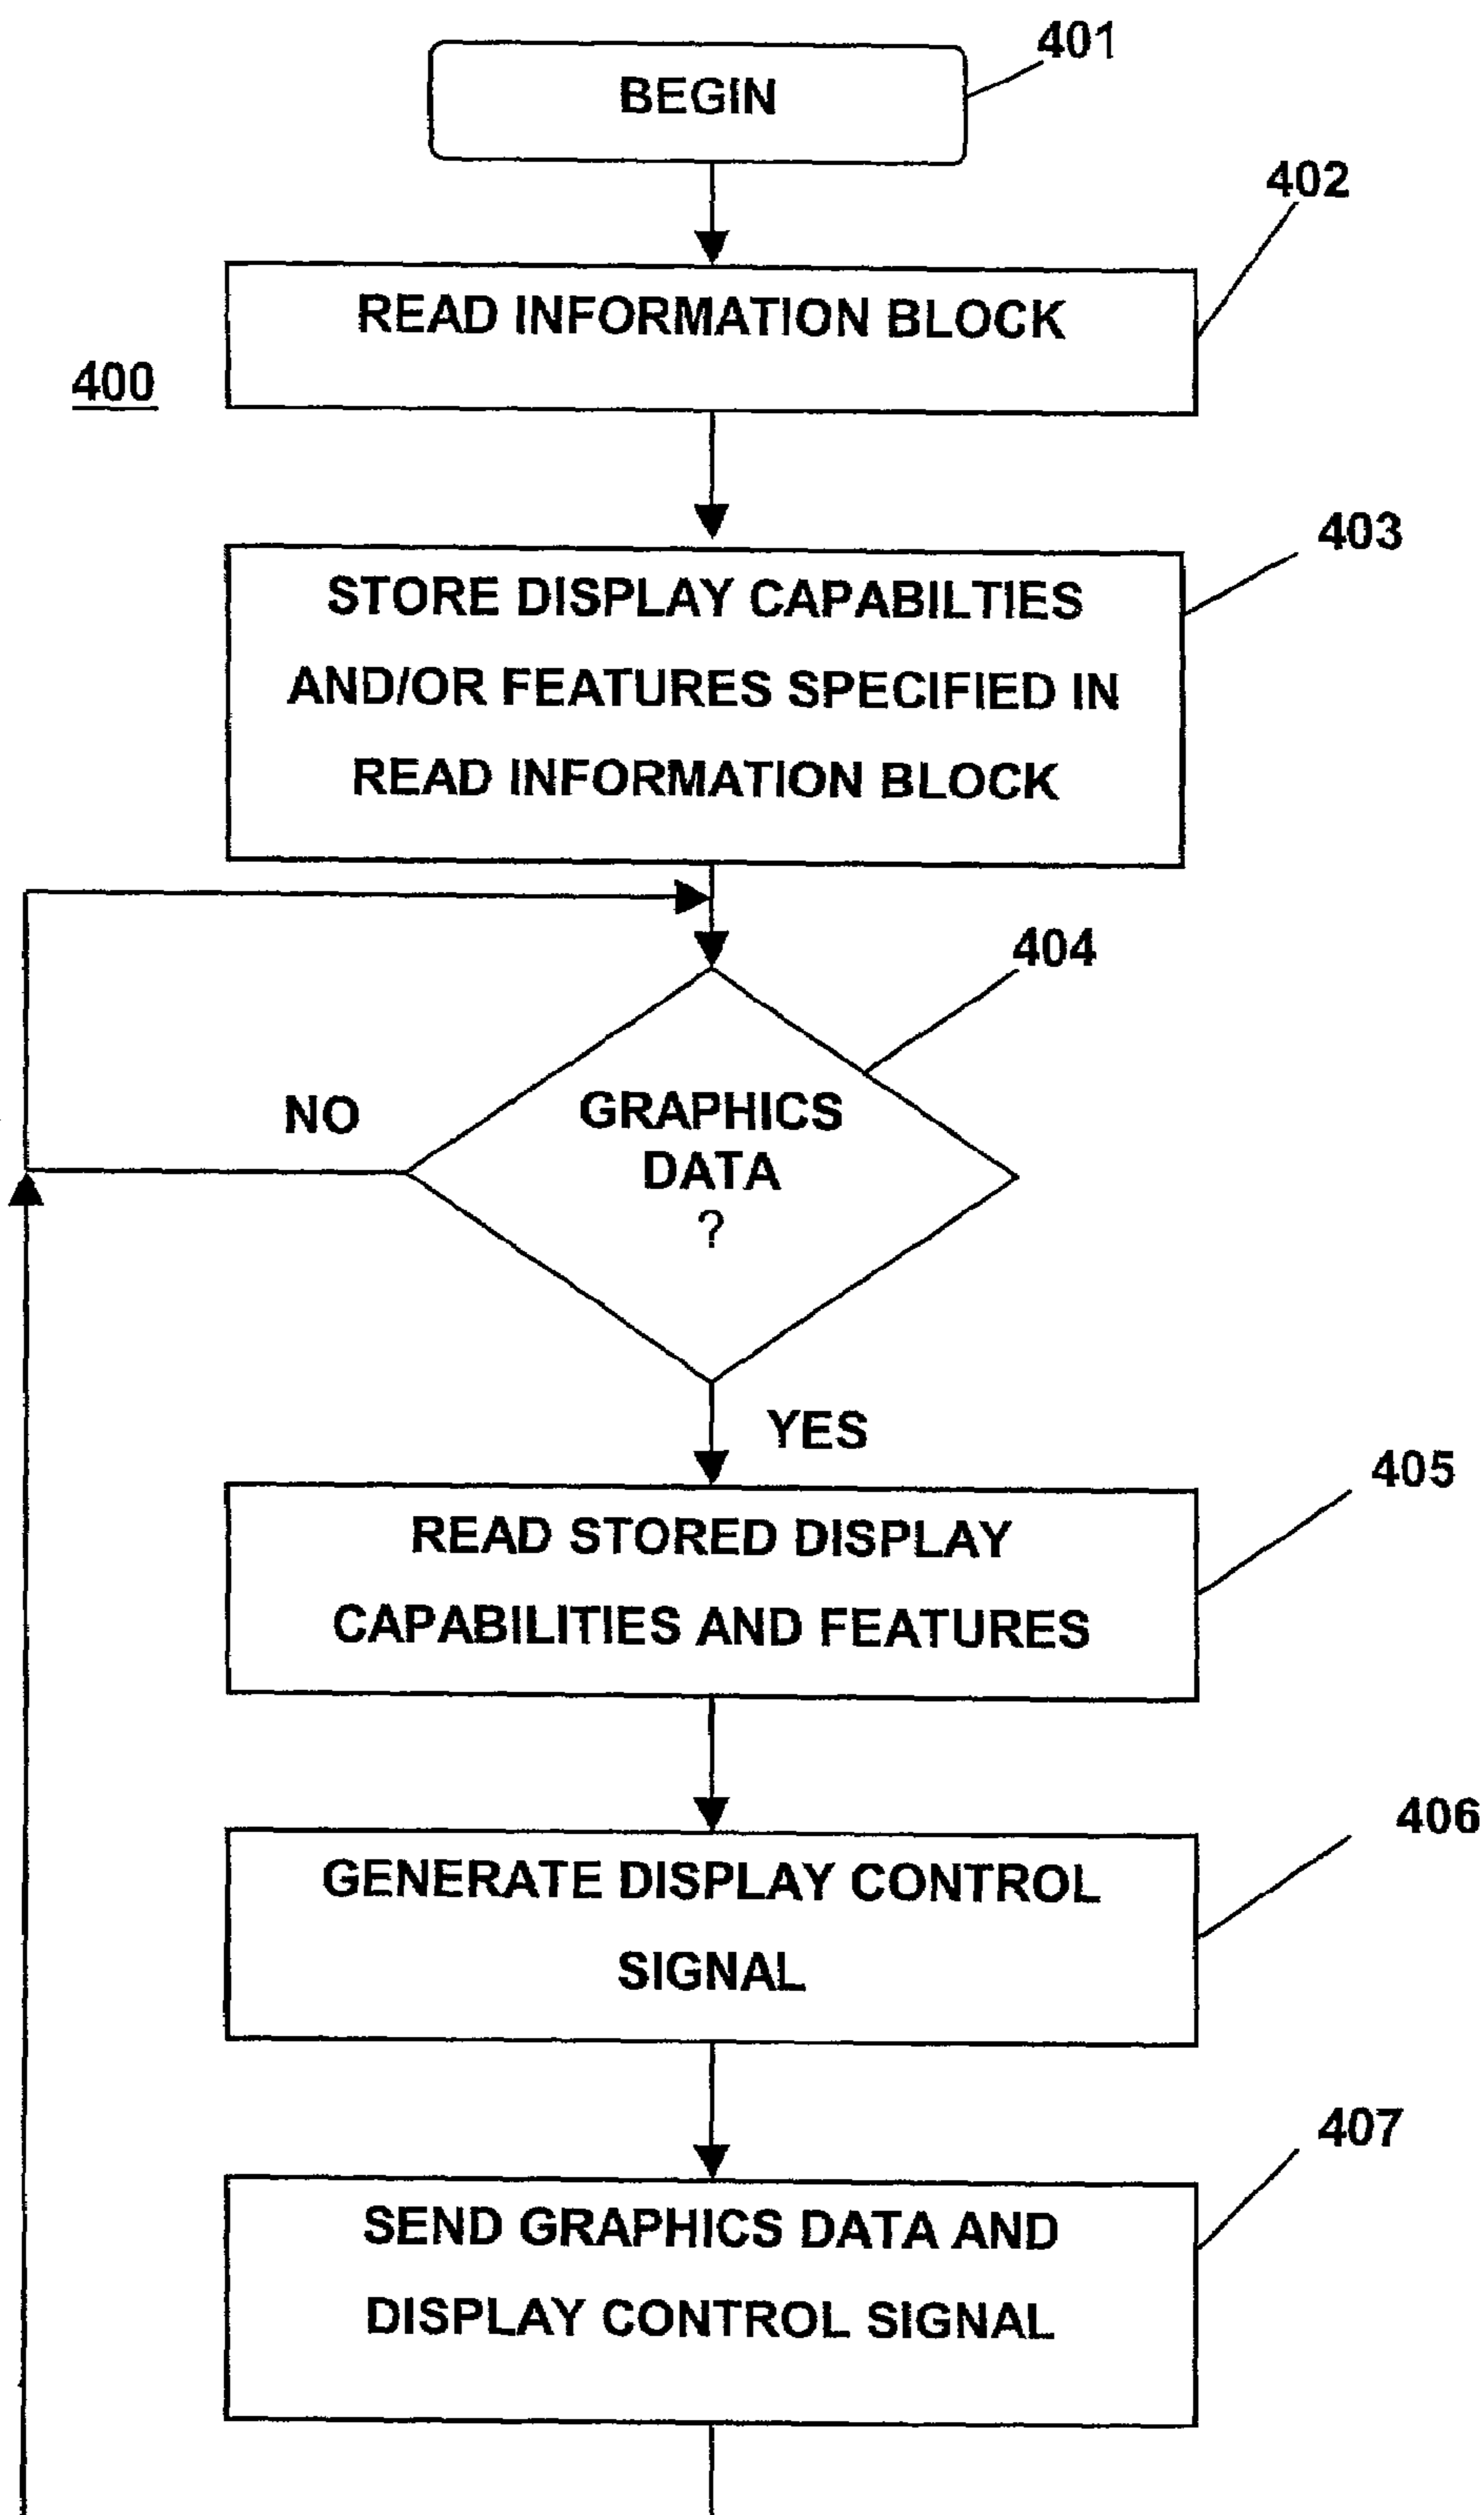 401
BEGIN
402
READ INFORMATION BLOCK
400
403
STORE DISPLAY CAPABILTIES
AND/OR FEATURES SPECIFIED IN
READ INFORMATION BLOCK
404
NO
GRAPHICS
DATA
?
YES
405
READ STORED DISPLAY
CAPABILITIES AND FEATURES
406
GENERATE DISPLAY CONTROL
SIGNAL
407
SEND GRAPHICS DATA AND
DISPLAY CONTROL SIGNAL